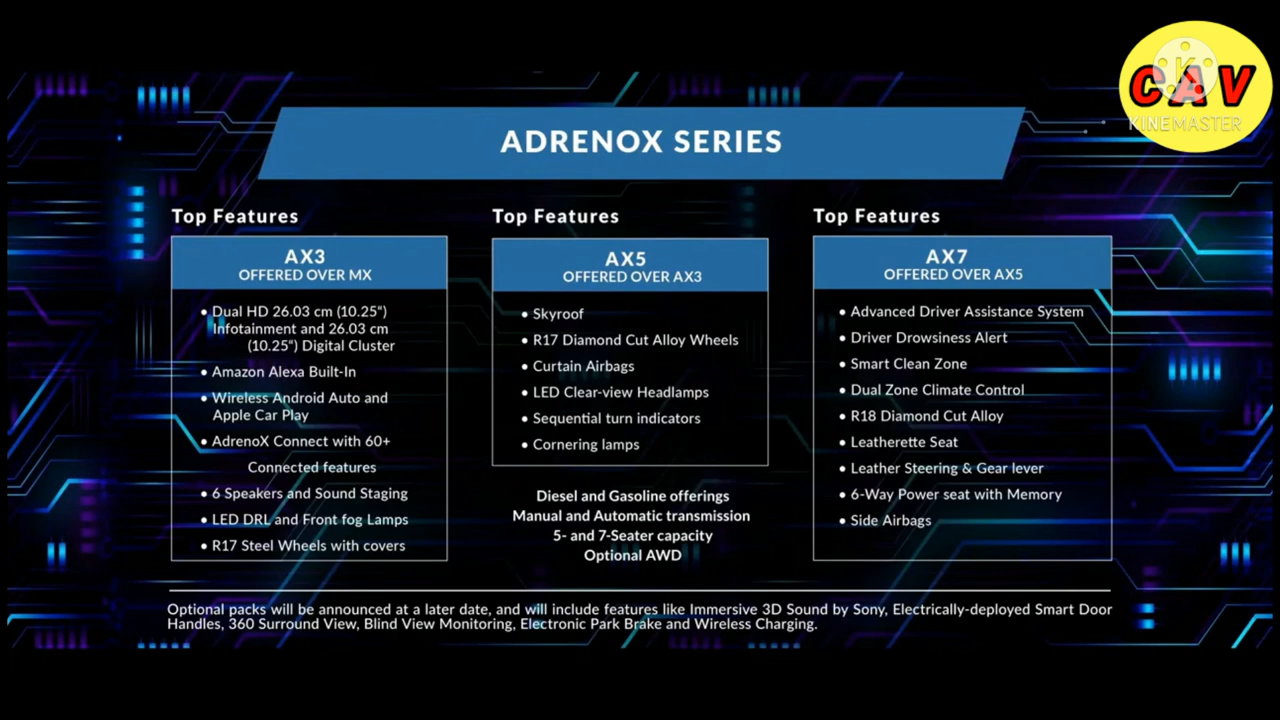 CAV
KINEMASTER
ADRENOX SERIES
Top Features
AX3
OFFERED OVER MX
• Dual HD 26.03 cm (10.25“)
Infotainment and 26.03 cm
(10.25“) Digital Cluster
• Amazon Alexa Built-In
• Wireless Android Auto and
Apple Car Play
• AdrenoX Connect with 60+
Connected features
• 6 Speakers and Sound Staging
• LED DRL and Front fog Lamps
• R17 Steel Wheels with covers
Top Features
AX5
OFFERED OVER AX3
• Skyroof
• R17 Diamond Cut Alloy Wheels
• Curtain Airbags
• LED Clear-view Headlamps
• Sequential turn indicators
• Cornering lamps
Diesel and Gasoline offerings
Manual and Automatic transmission
5- and 7-Seater capacity
Optional AWD
Top Features
AX7
OFFERED OVER AX5
• Advanced Driver Assistance System
• Driver Drowsiness Alert
• Smart Clean Zone
• Dual Zone Climate Control
• R18 Diamond Cut Alloy
• Leatherette Seat
• Leather Steering & Gear lever
• 6-Way Power seat with Memory
• Side Airbags
Optional packs will be announced at a later date, and will include features like Immersive 3D Sound by Sony, Electrically-deployed Smart Door
Handles, 360 Surround View, Blind View Monitoring, Electronic Park Brake and Wireless Charging.